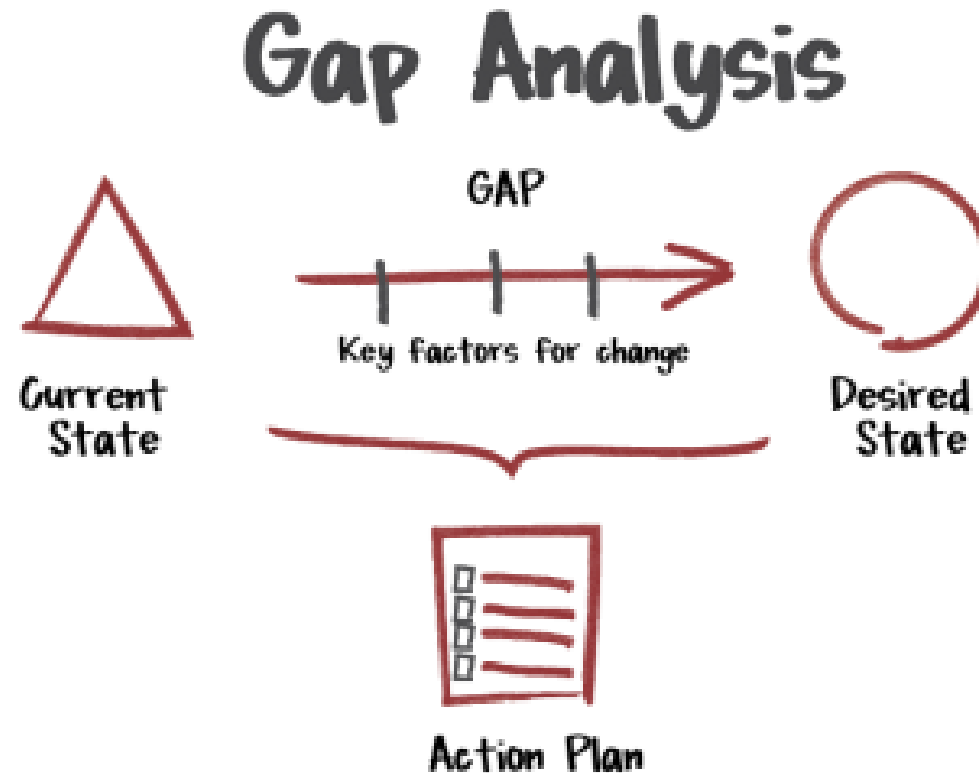 Gap Analysis
GAP
Key factors for change
Current
State
Desired
State
Action Plan